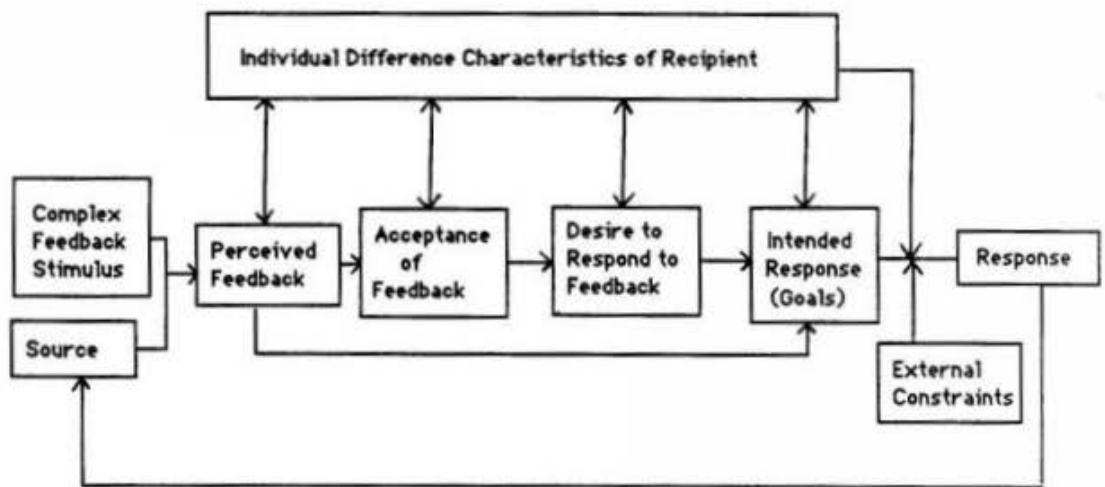 Individual Difference Characteristics of Recipient
Complex
Feedback
Stimulus
Source
Perceived
Feedback
Acceptance
of
Feedback
Desire to
Respond to
Feedback
Intended
Response
(Goals)
Response
External
Constraints